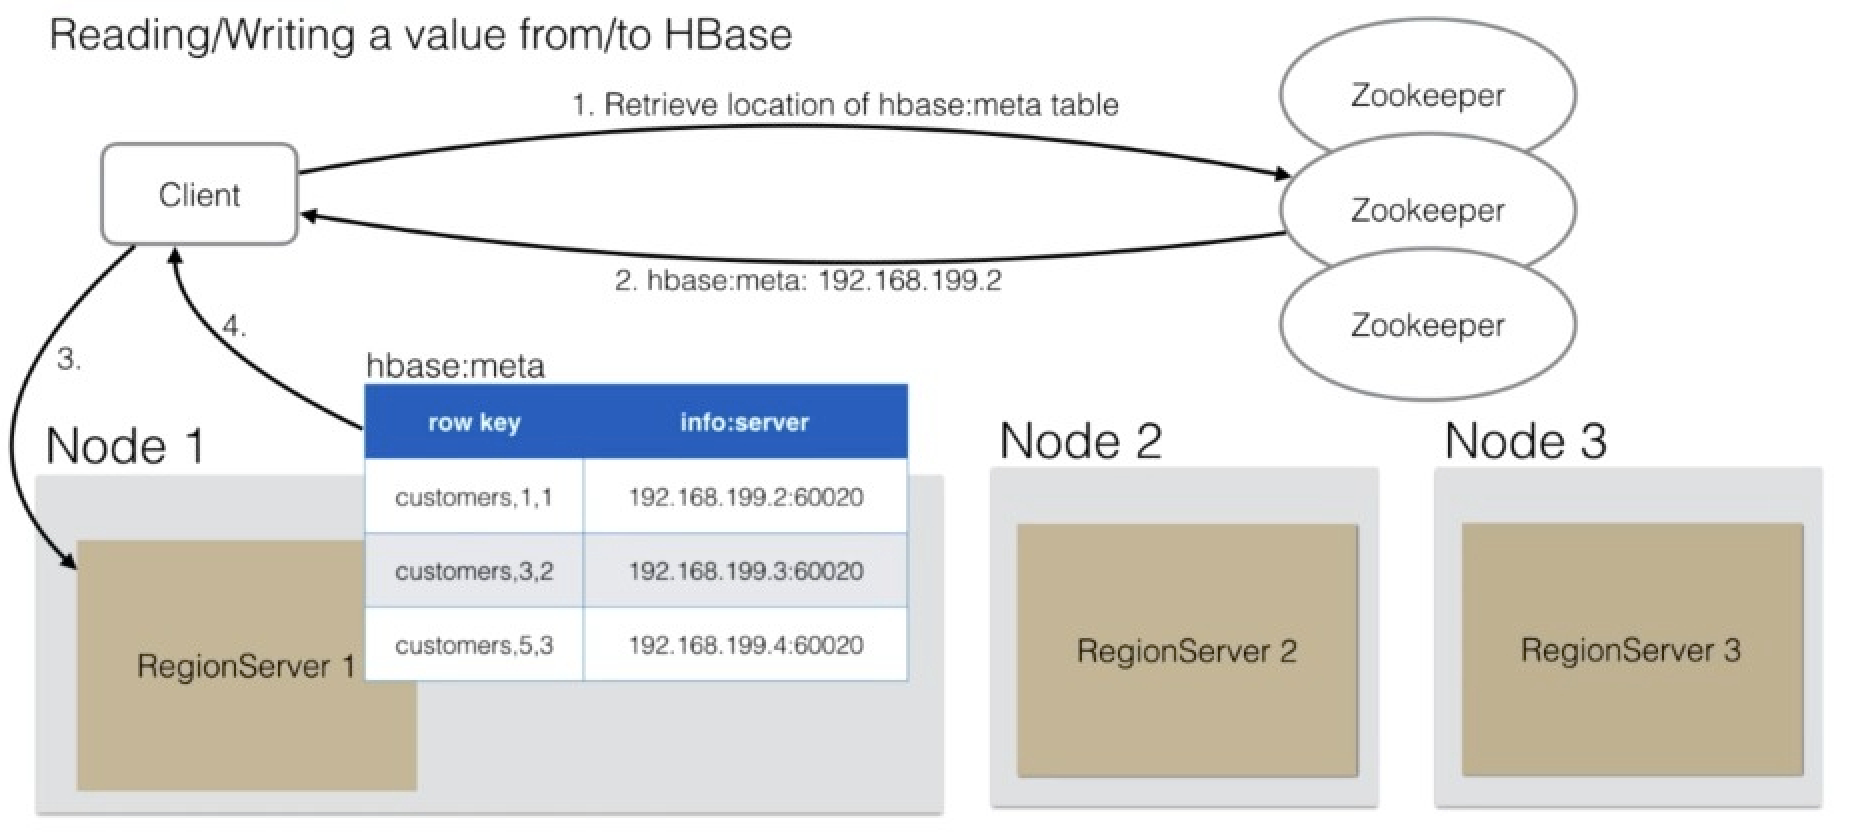 Reading/Writing a value from/to HBase
1. Retrieve location of hbase:meta table
Zookeeper
Client
Zookeeper
2. hbase:meta: 192.168.199.2
Zookeeper
3.
4.
hbase:meta
row key info:server
customers,1,1 192.168.199.2:60020
customers,3,2 192.168.199.3:60020
customers,5,3 192.168.199.4:60020
Node 1
RegionServer 1
Node 2
RegionServer 2
Node 3
RegionServer 3